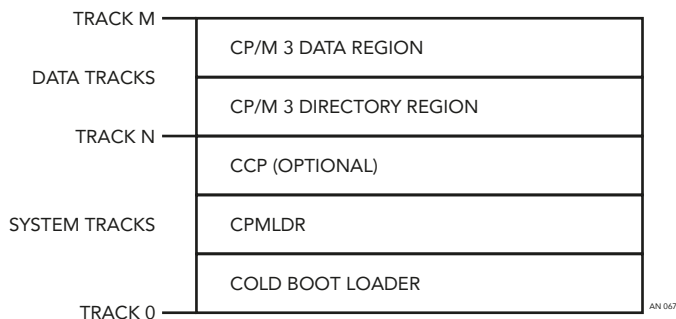 TRACK M
CP/M 3 DATA REGION
DATA TRACKS
CP/M 3 DIRECTORY REGION
TRACK N
CCP (OPTIONAL)
SYSTEM TRACKS
CPMLDR
COLD BOOT LOADER
TRACK 0
AN 067